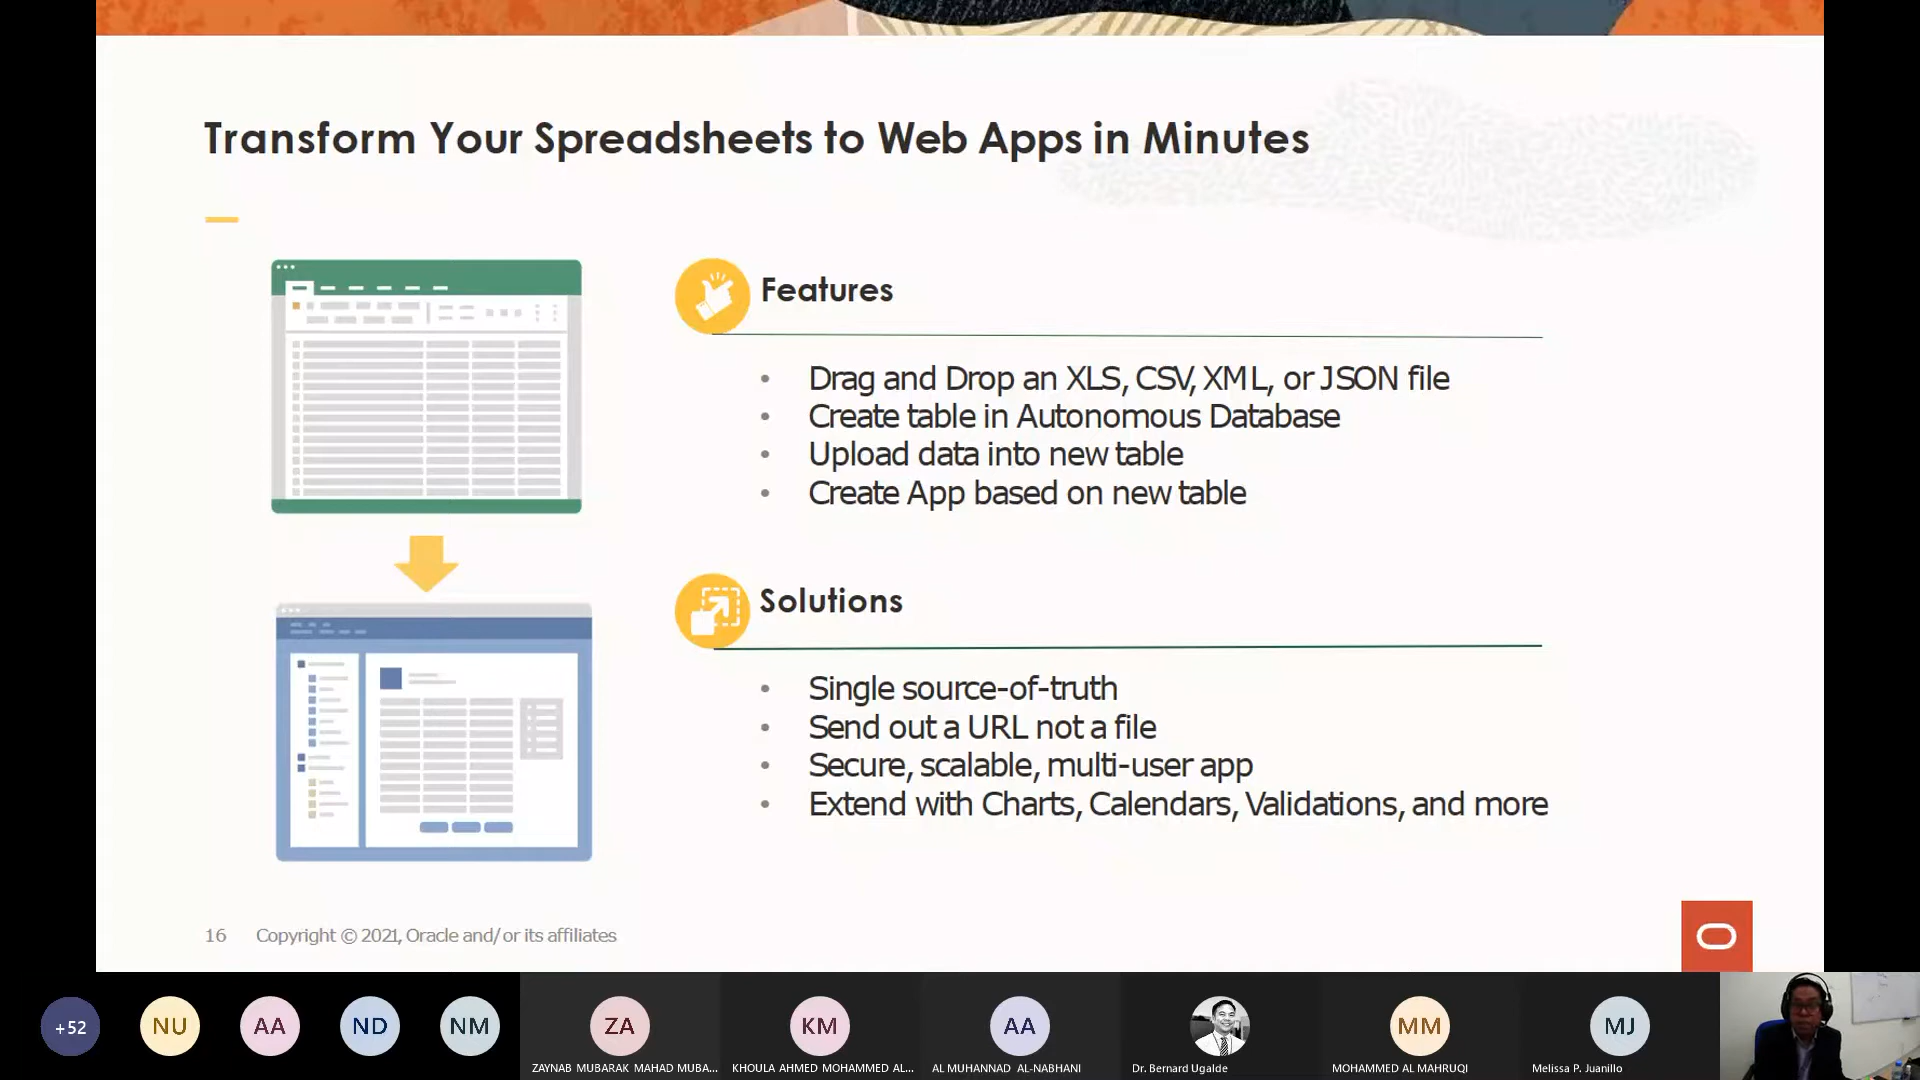 Transform Your Spreadsheets to Web Apps in Minutes
Features
• Drag and Drop an XLS, CSV, XML, or JSON file
• Create table in Autonomous Database
• Upload data into new table
• Create App based on new table
Solutions
• Single source-of-truth
• Send out a URL not a file
• Secure, scalable, multi-user app
• Extend with Charts, Calendars, Validations, and more
16 Copyright © 2021, Oracle and/or its affiliates
+52 NU AA ND NM ZA KM AA MM MJ
ZAYNAB MUBARAK MAHAD MUBA... KHOULA AHMED MOHAMMED AL... AL MUHANNAD AL-NABHANI Dr. Bernard Ugalde MOHAMMED AL MAHRUQI Melissa P. Juanillo